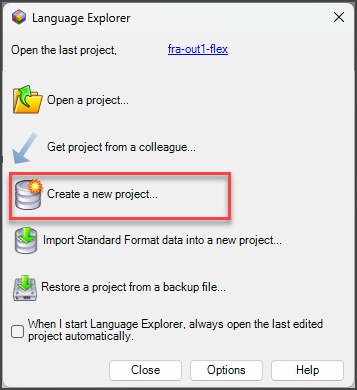 Language Explorer
Open the last project, fra-out1-flex
Open a project...
Get project from a colleague...
Create a new project...
Import Standard Format data into a new project...
Restore a project from a backup file...
When I start Language Explorer, always open the last edited
project automatically.
Close Options Help